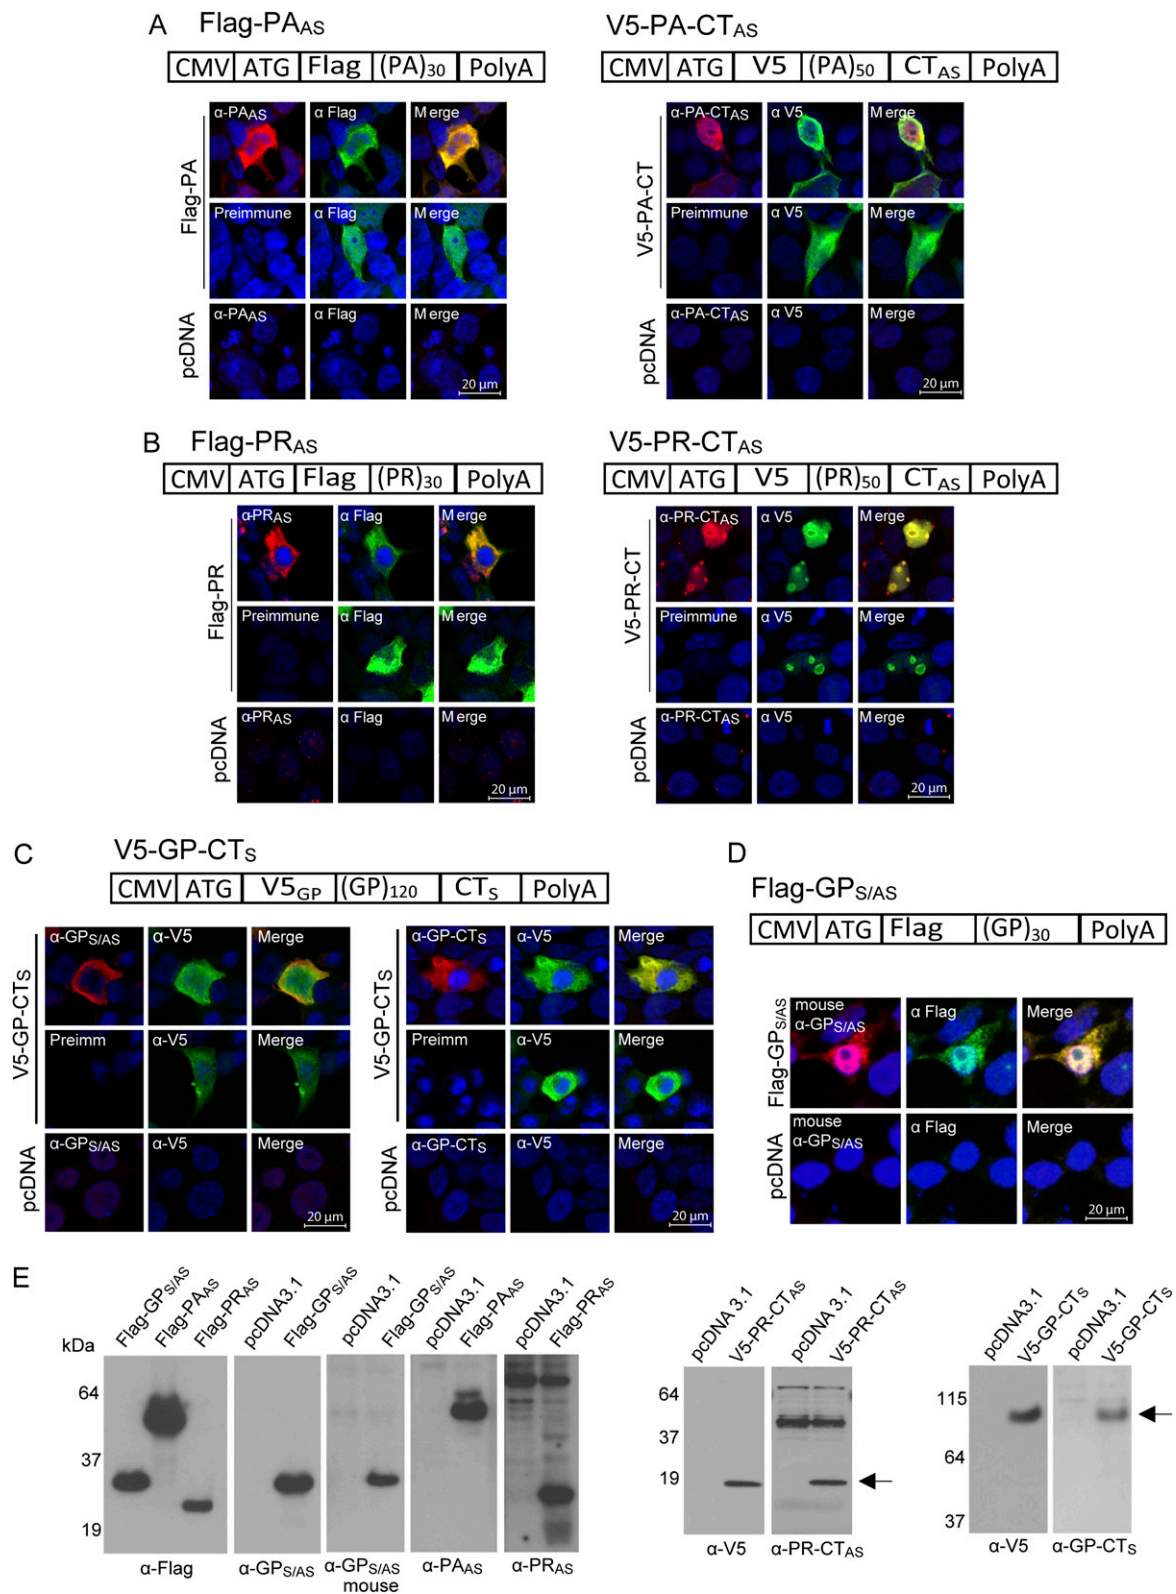 A Flag-PAAS
CMV ATG Flag (PA)30 PolyA
α-PAAS α Flag Merge
Flag-PA
Preimmune α Flag Merge
pcDNA
α-PAAS α Flag Merge
20 µm
V5-PA-CTAS
CMV ATG V5 (PA)50 CTAS PolyA
α-PA-CTAS α V5 Merge
V5-PA-CT
Preimmune α V5 Merge
pcDNA
α-PA-CTAS α V5 Merge
20 µm
B Flag-PRAS
CMV ATG Flag (PR)30 PolyA
α-PRAS α Flag Merge
Flag-PR
Preimmune α Flag Merge
pcDNA
α-PRAS α Flag Merge
20 µm
V5-PR-CTAS
CMV ATG V5 (PR)50 CTAS PolyA
α-PR-CTAS α V5 Merge
V5-PR-CT
Preimmune α V5 Merge
pcDNA
α-PR-CTAS α V5 Merge
20 µm
C V5-GP-CTS
CMV ATG V5GP (GP)120 CTS PolyA
α-GPS/AS α-V5 Merge
V5-GP-CTS
Preimm α-V5 Merge
pcDNA
α-GPS/AS α-V5 Merge
20 µm
α-GP-CTS α-V5 Merge
V5-GP-CTS
Preimm α-V5 Merge
pcDNA
α-GP-CTS α-V5 Merge
20 µm
D
Flag-GPS/AS
CMV ATG Flag (GP)30 PolyA
mouse
α-GPS/AS α Flag Merge
Flag-GPS/AS
mouse
α-GPS/AS α Flag Merge
pcDNA
20 µm
E
kDa
Flag-GPS/AS Flag-PAAS Flag-PRAS pcDNA3.1 Flag-GPS/AS pcDNA3.1 Flag-GPS/AS pcDNA3.1 Flag-PAAS pcDNA3.1 Flag-PRAS
64
37
19
α-Flag α-GPS/AS α-GPS/AS α-PAAS α-PRAS
mouse
pcDNA3.1 V5-PR-CTAS pcDNA3.1 V5-PR-CTAS
64
37
19
α-V5 α-PR-CTAS
pcDNA3.1 V5-GP-CTS pcDNA3.1 V5-GP-CTS
115
64
37
α-V5 α-GP-CTS